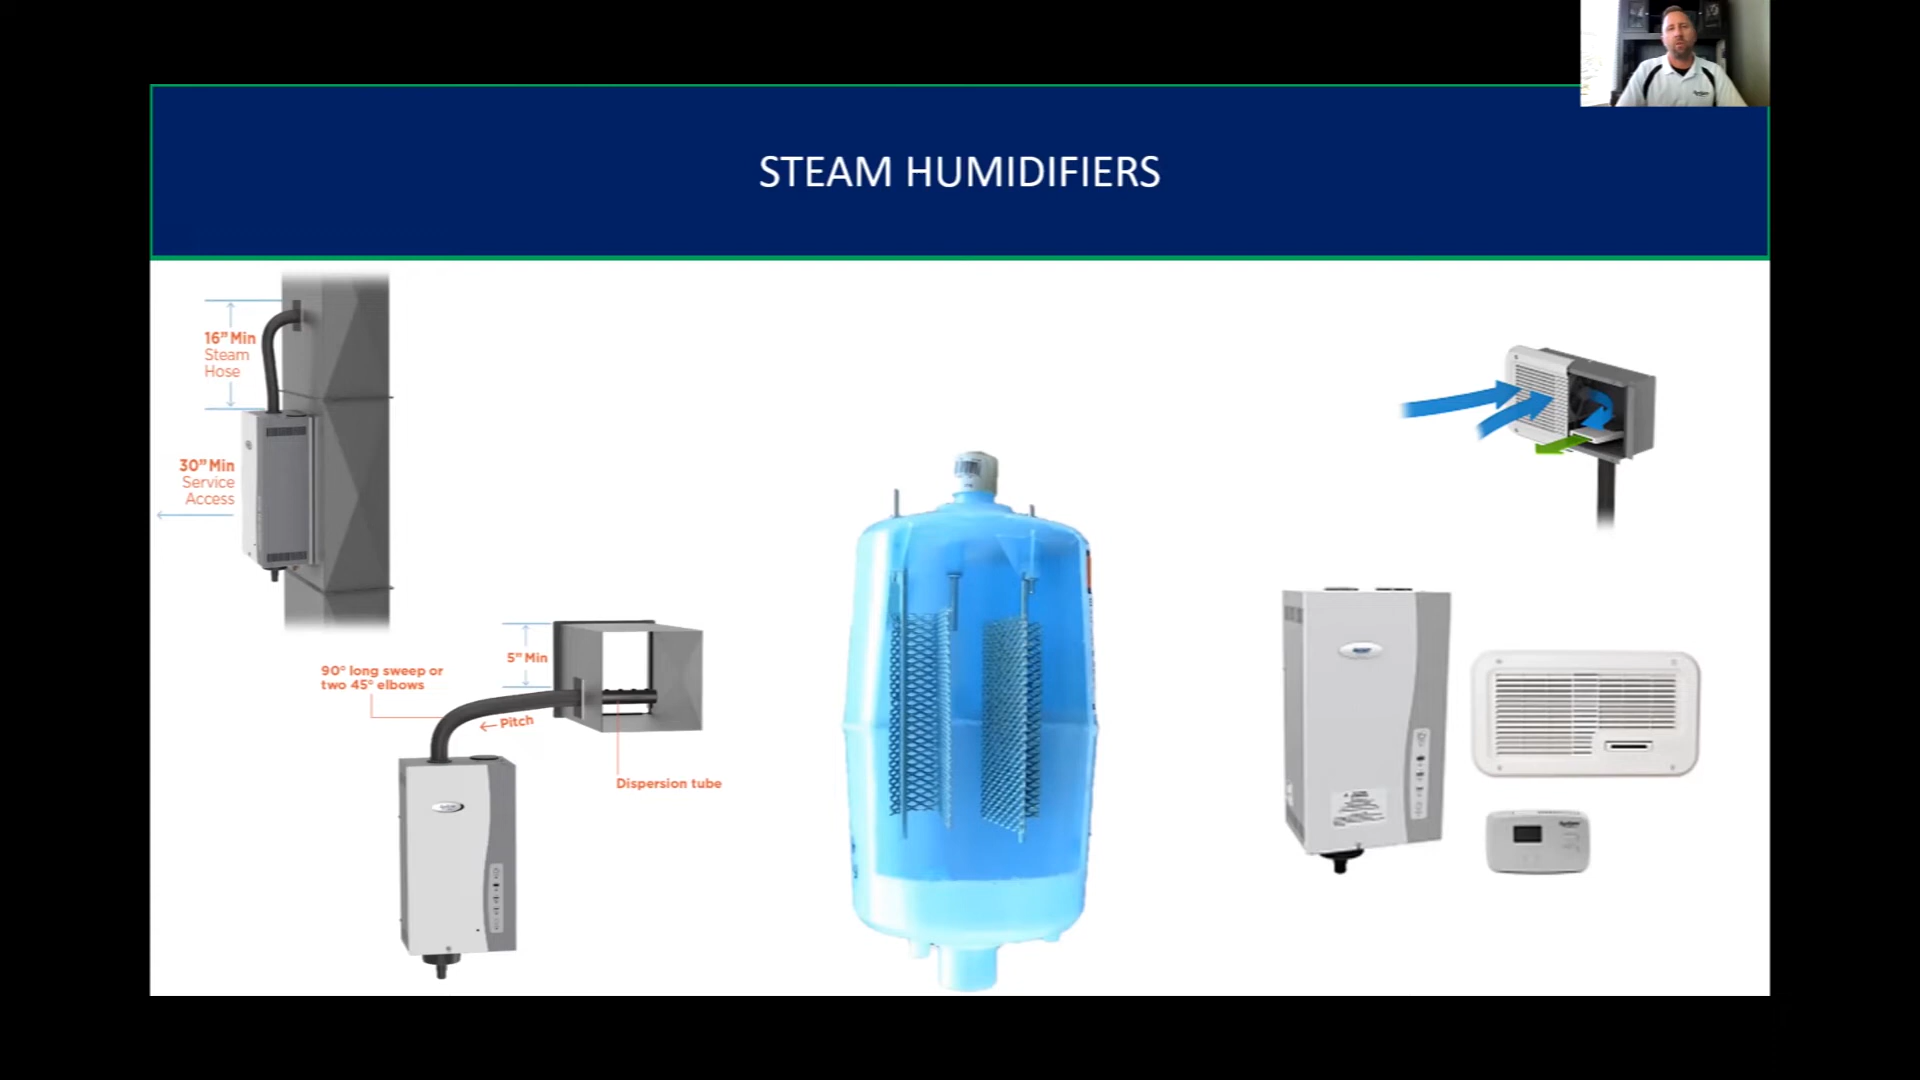 STEAM HUMIDIFIERS
16" Min
Steam
Hose
30" Min
Service
Access
90° long sweep or
two 45° elbows
5" Min
Pitch
Dispersion tube